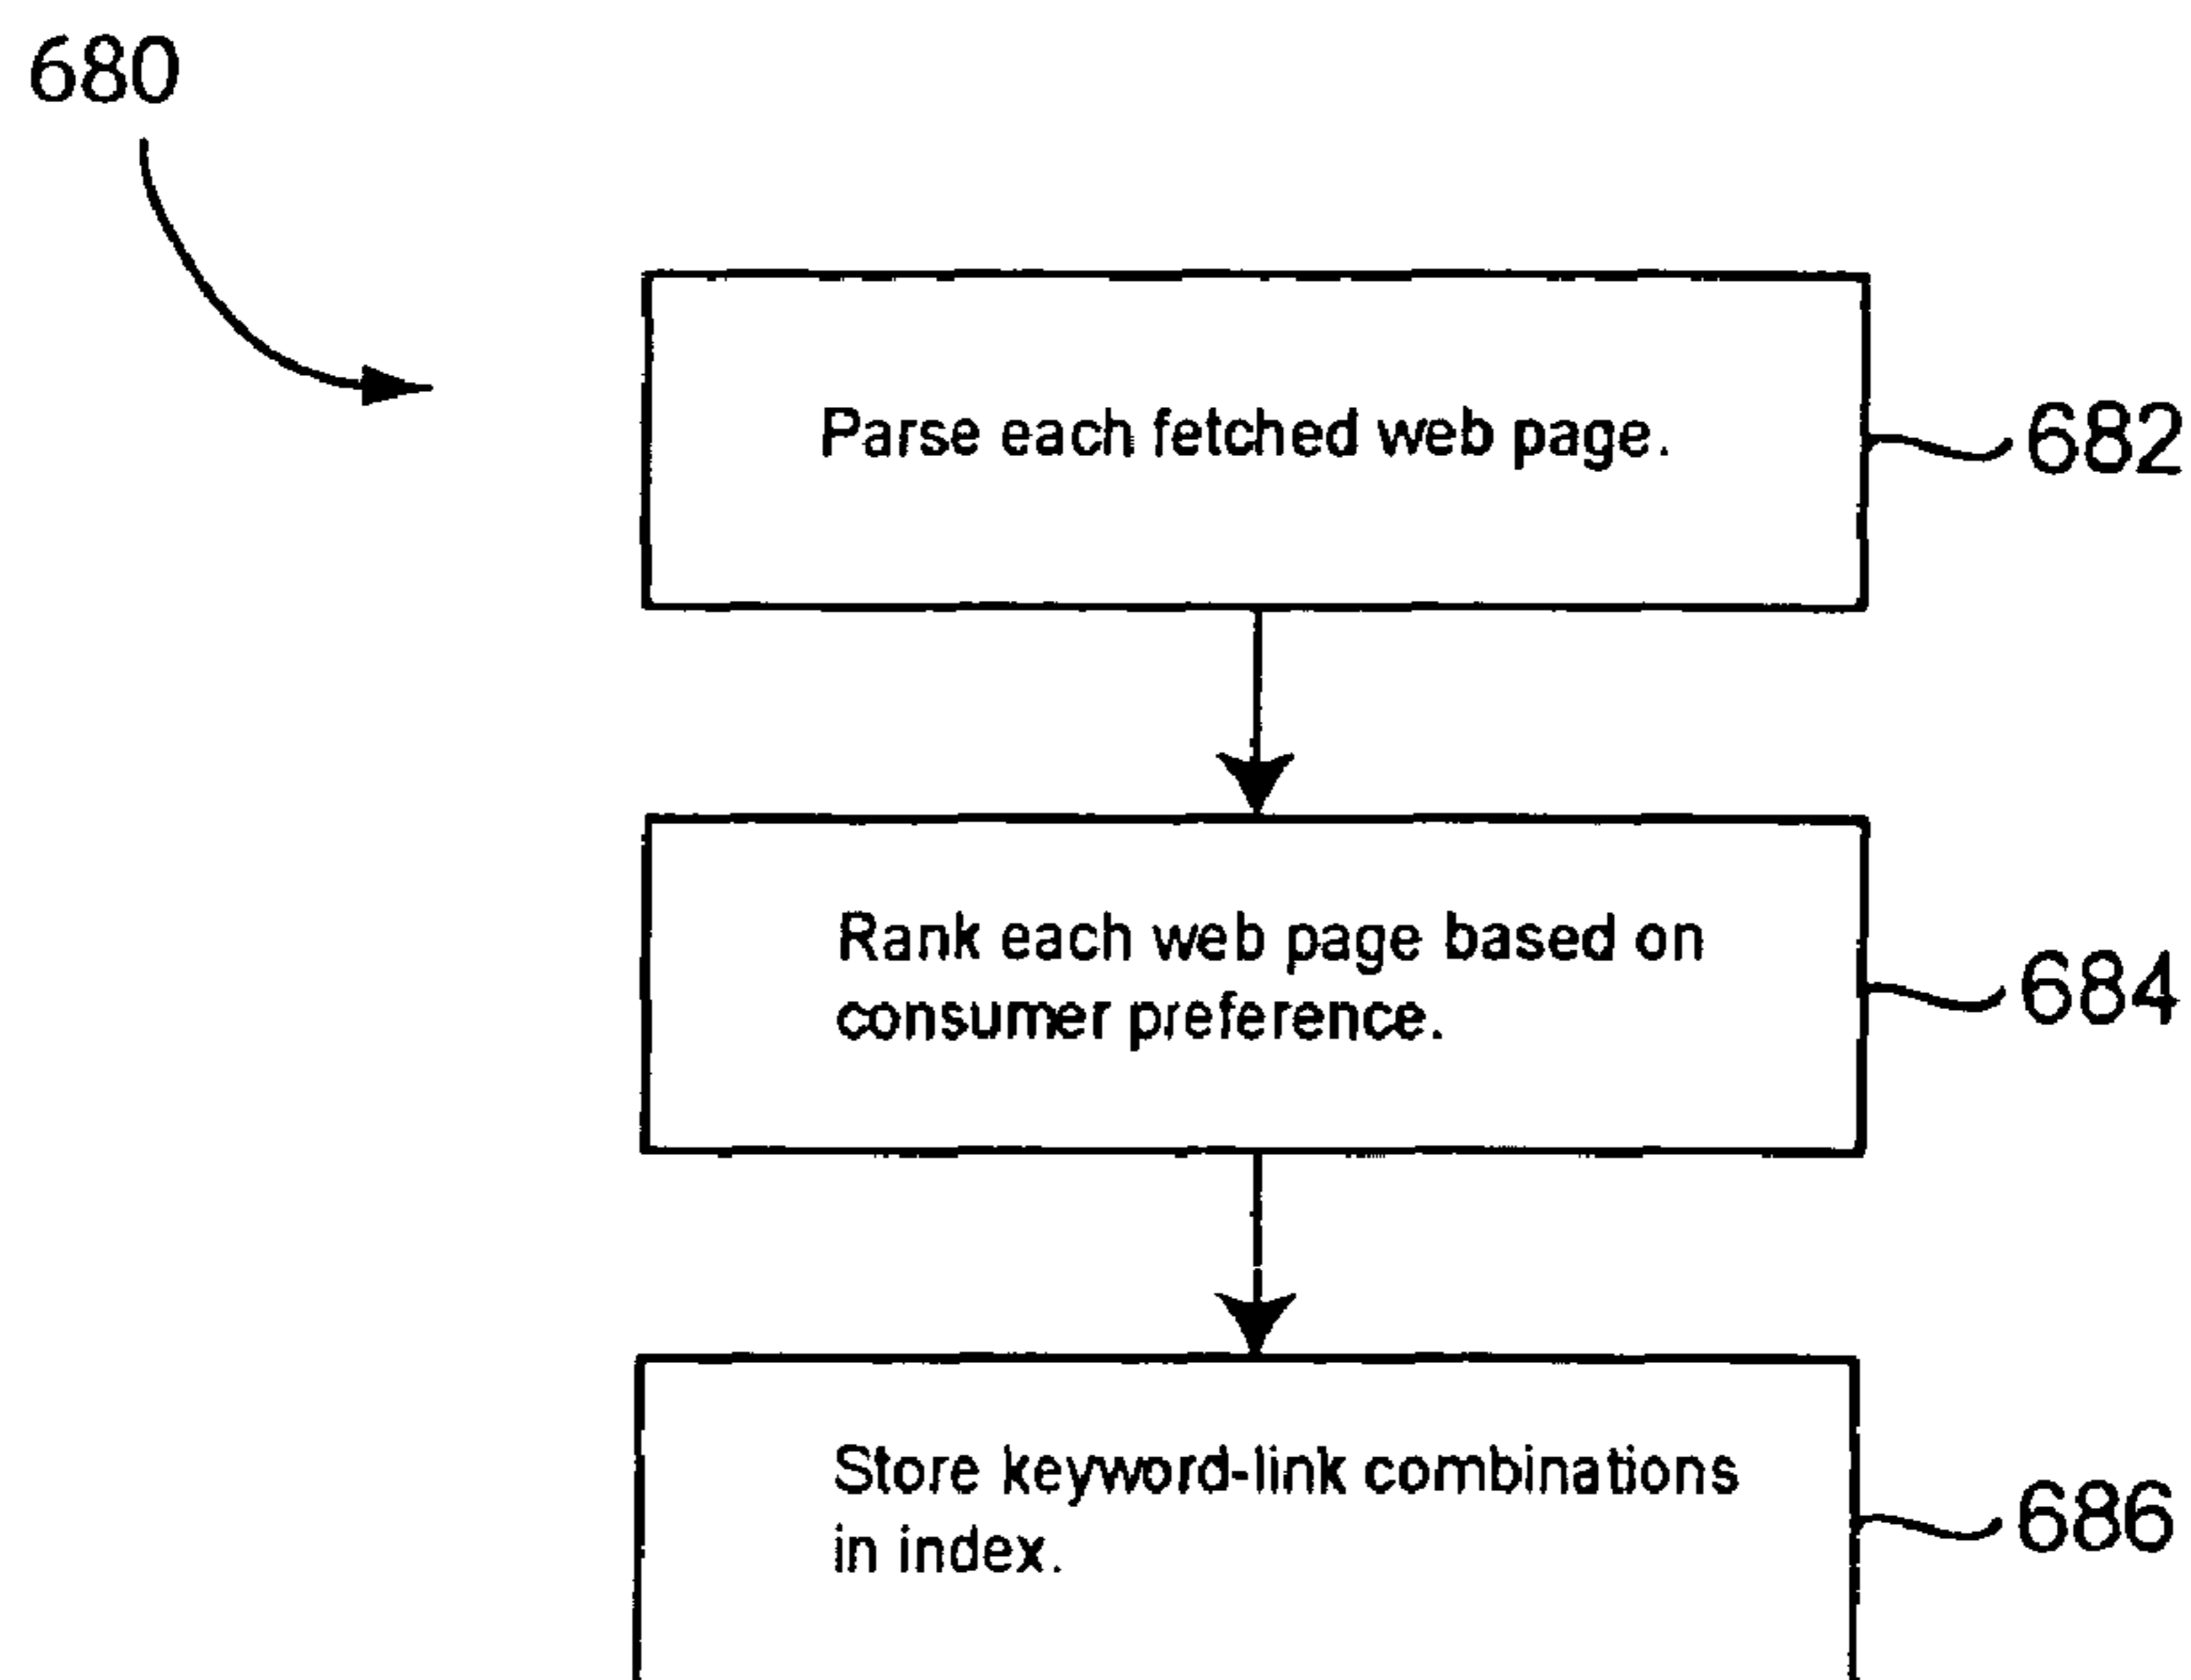 680
Parse each fetched web page.
682
Rank each web page based on
consumer preference.
684
Store keyword-link combinations
in index.
686